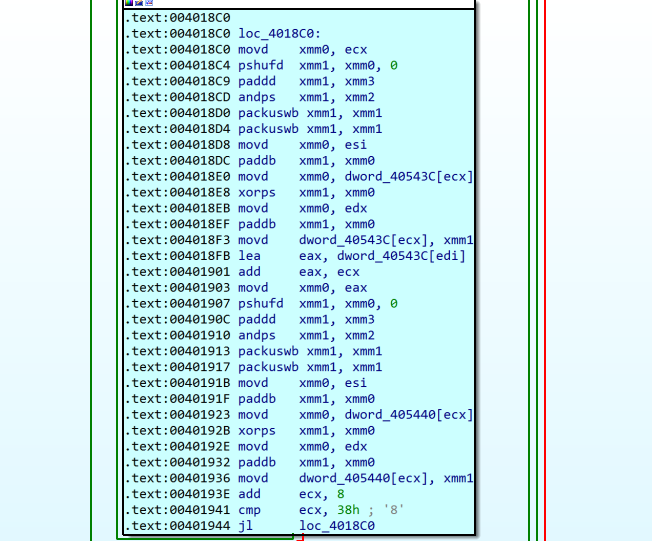 .text:004018C0
.text:004018C0 loc_4018C0:
.text:004018C0 movd xmm0, ecx
.text:004018C4 pshufd xmm1, xmm0, 0
.text:004018C9 paddd xmm1, xmm3
.text:004018CD andps xmm1, xmm2
.text:004018D0 packuswb xmm1, xmm1
.text:004018D4 packuswb xmm1, xmm1
.text:004018D8 movd xmm0, esi
.text:004018DC paddb xmm1, xmm0
.text:004018E0 movd xmm0, dword_40543C[ecx]
.text:004018E8 xorps xmm1, xmm0
.text:004018EB movd xmm0, edx
.text:004018EF paddb xmm1, xmm0
.text:004018F3 movd dword_40543C[ecx], xmm1
.text:004018FB lea eax, dword_40543C[edi]
.text:00401901 add eax, ecx
.text:00401903 movd xmm0, eax
.text:00401907 pshufd xmm1, xmm0, 0
.text:0040190C paddd xmm1, xmm3
.text:00401910 andps xmm1, xmm2
.text:00401913 packuswb xmm1, xmm1
.text:00401917 packuswb xmm1, xmm1
.text:0040191B movd xmm0, esi
.text:0040191F paddb xmm1, xmm0
.text:00401923 movd xmm0, dword_405440[ecx]
.text:0040192B xorps xmm1, xmm0
.text:0040192E movd xmm0, edx
.text:00401932 paddb xmm1, xmm0
.text:00401936 movd dword_405440[ecx], xmm1
.text:0040193E add ecx, 8
.text:00401941 cmp ecx, 38h ; '8'
.text:00401944 jl loc_4018C0